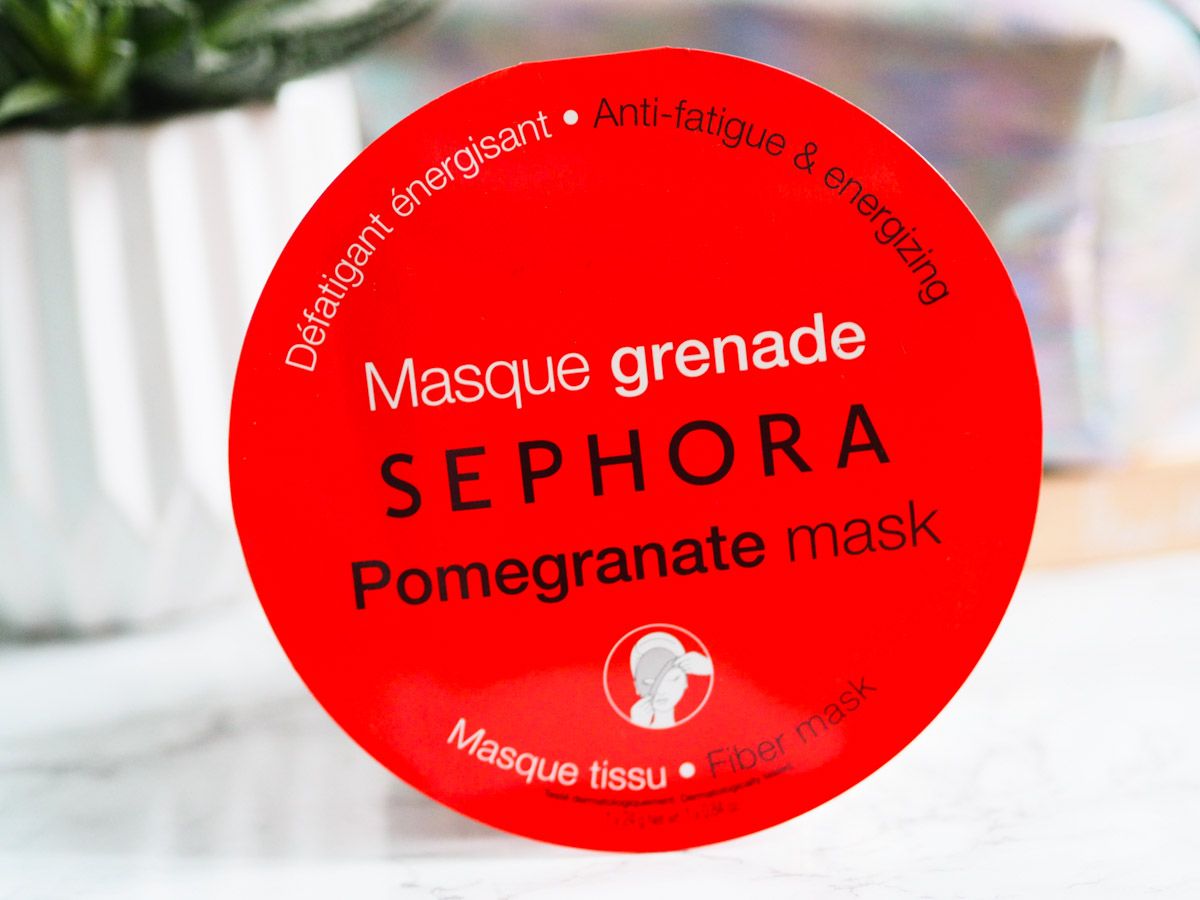 Défatigant énergisant • Anti-fatigue & energizing
Masque grenade
SEPHORA
Pomegranate mask
Masque tissu • Fiber mask